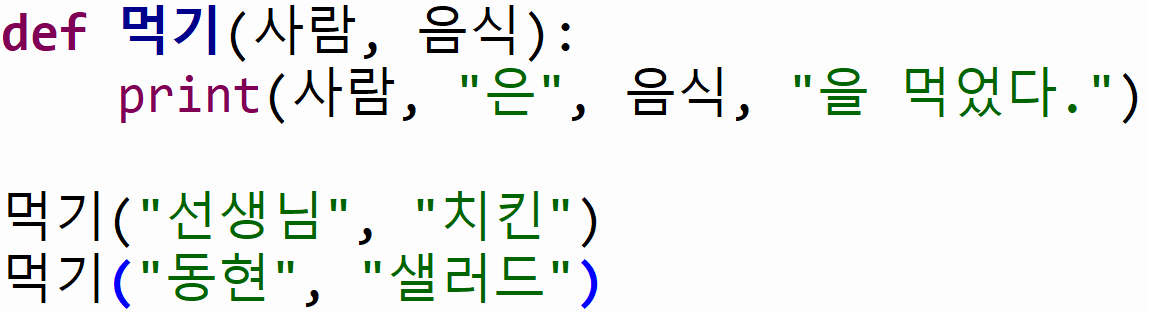 def 먹기(사람, 음식):
    print(사람, "은", 음식, "을 먹었다.")
먹기("선생님", "치킨")
먹기("동현", "샐러드")